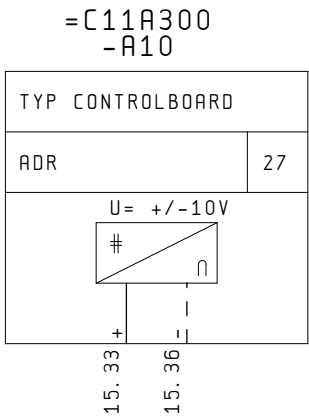 =C11A300
-A10
TYP CONTROLBOARD
ADR 27
U= +/-10V
#
∩
+ -
15.33 15.36